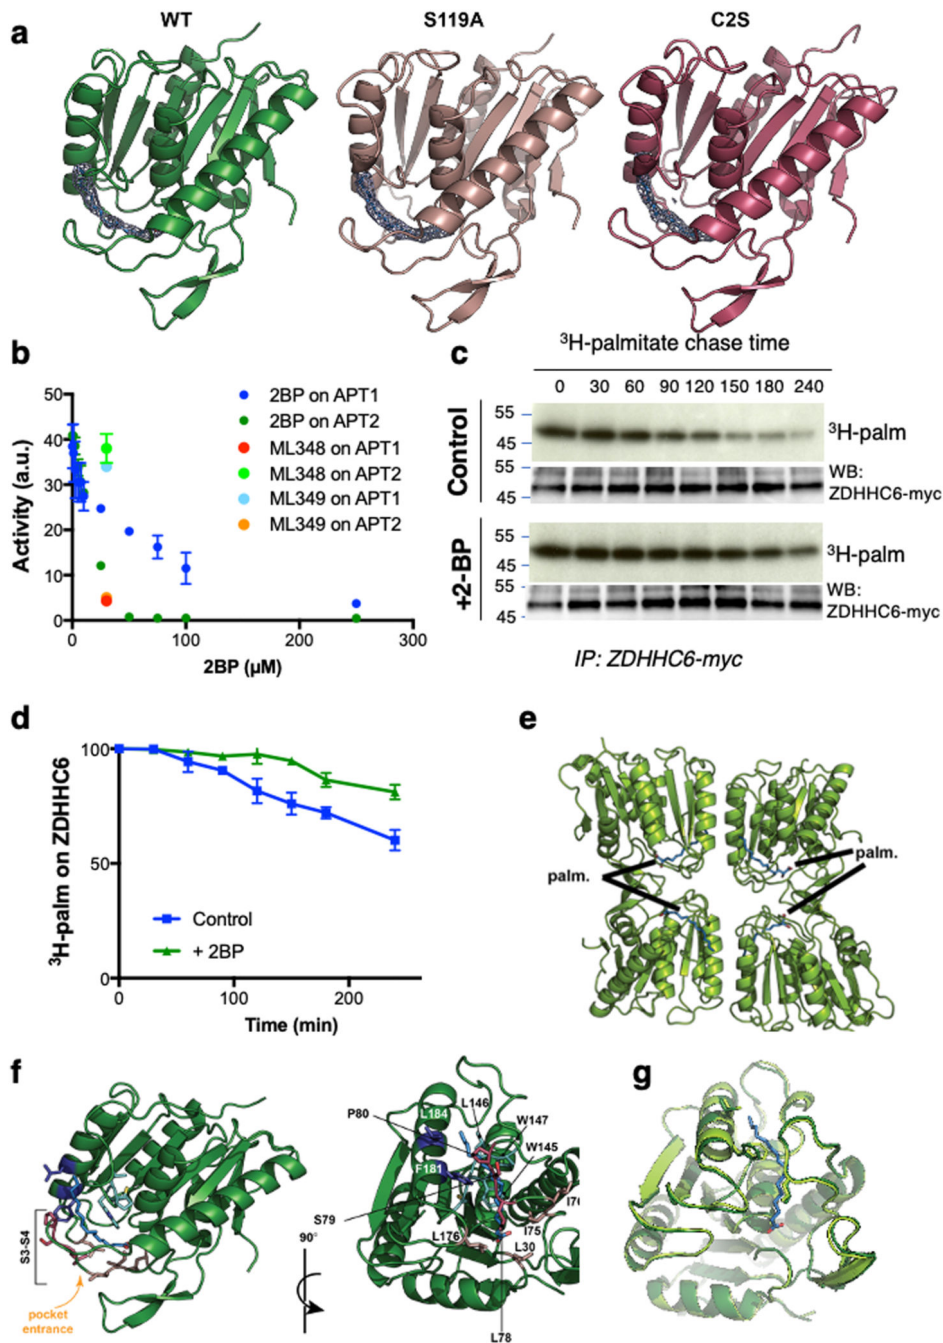 a
WT
S119A
C2S
b
Activity (a.u.)
50
40
30
20
10
0
0
100
200
300
2BP (µM)
2BP on APT1
2BP on APT2
ML348 on APT1
ML348 on APT2
ML349 on APT1
ML349 on APT2
c
³H-palmitate chase time
0 30 60 90 120 150 180 240
Control
55
45
³H-palm
55
45
WB:
ZDHHC6-myc
+2-BP
55
45
³H-palm
55
45
WB:
ZDHHC6-myc
IP: ZDHHC6-myc
d
³H-palm on ZDHHC6
100
50
0
0
100
200
Time (min)
Control
+ 2BP
e
palm.
palm.
f
S3-S4
pocket
entrance
90°
P80
L184
L146
W147
F181
W145
S79
L176
I75
L30
L78
g